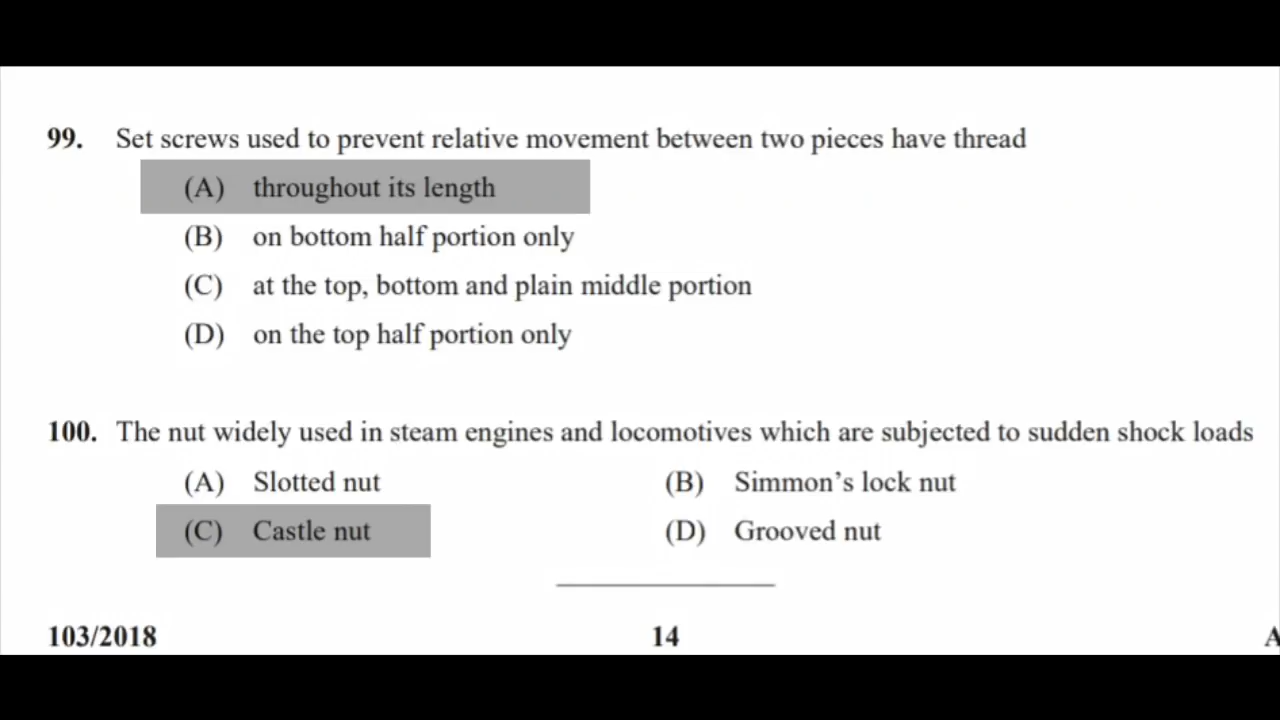 99. Set screws used to prevent relative movement between two pieces have thread
(A) throughout its length
(B) on bottom half portion only
(C) at the top, bottom and plain middle portion
(D) on the top half portion only
100. The nut widely used in steam engines and locomotives which are subjected to sudden shock loads
(A) Slotted nut (B) Simmon's lock nut
(C) Castle nut (D) Grooved nut
103/2018 14 A